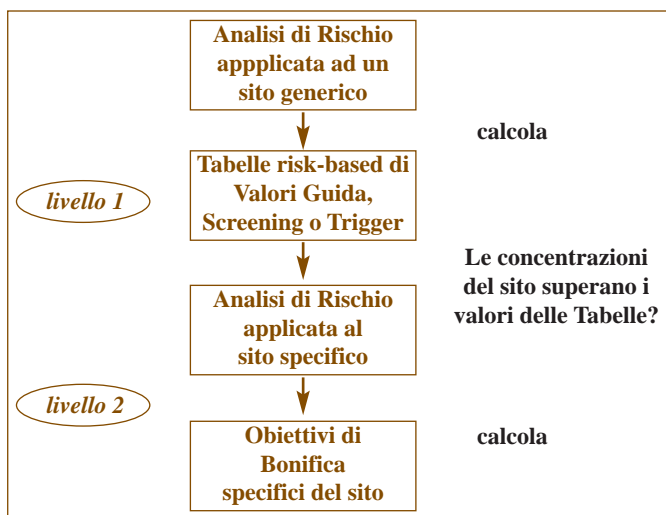 Analisi di Rischio
appplicata ad un
sito generico
calcola
Tabelle risk-based di
Valori Guida,
Screening o Trigger
livello 1
Le concentrazioni
del sito superano i
valori delle Tabelle?
Analisi di Rischio
applicata al
sito specifico
livello 2
calcola
Obiettivi di
Bonifica
specifici del sito